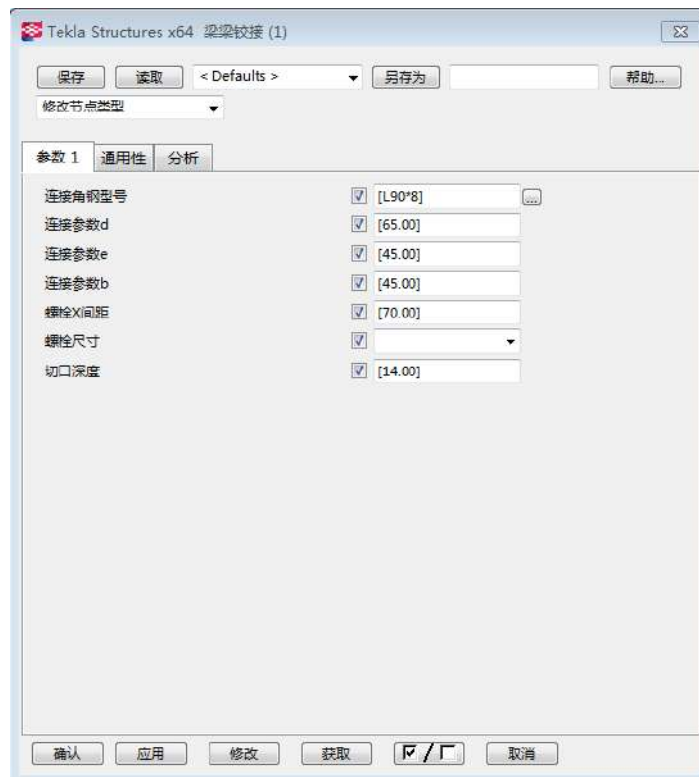 Tekla Structures x64 梁梁铰接 (1)
保存 读取 < Defaults > 另存为 帮助...
修改节点类型
参数 1 通用性 分析
连接角钢型号 [L90*8] ...
连接参数d [65.00]
连接参数e [45.00]
连接参数b [45.00]
螺栓X间距 [70.00]
螺栓尺寸
切口深度 [14.00]
确认 应用 修改 获取 / 取消